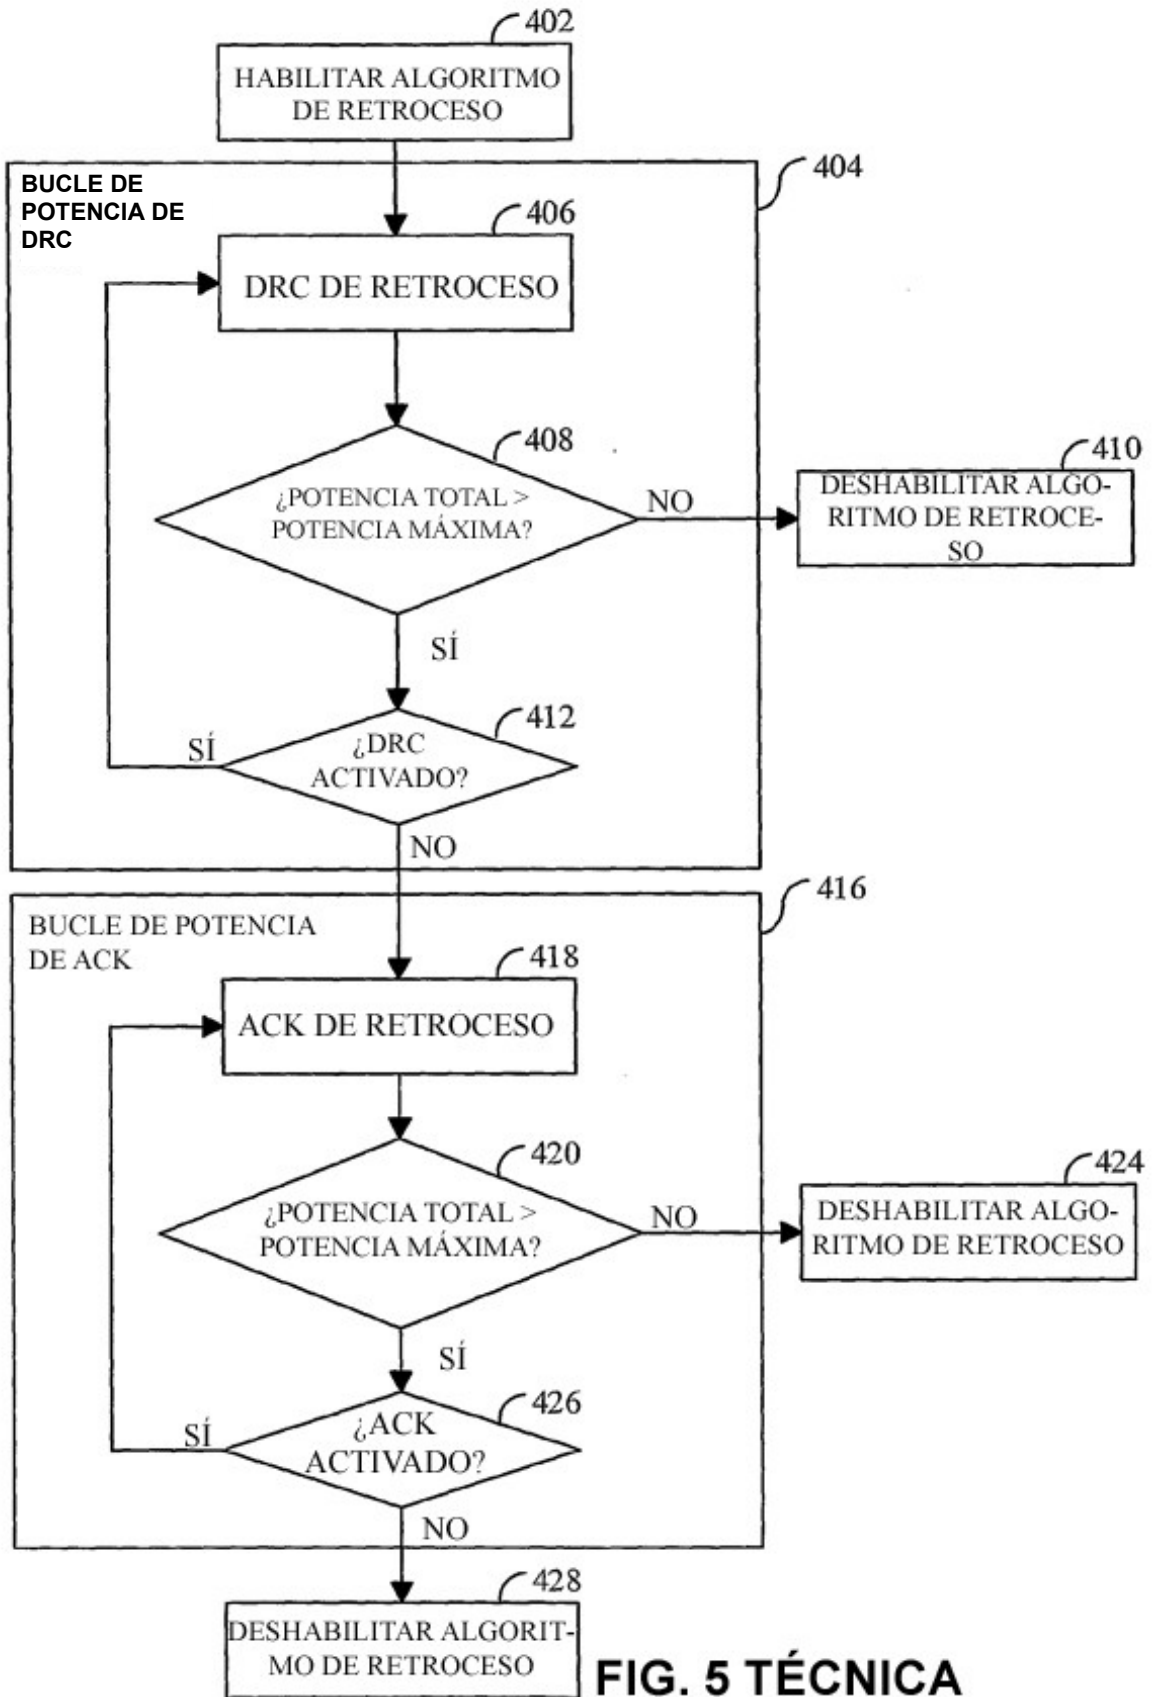 402
HABILITAR ALGORITMO
DE RETROCESO
404
BUCLE DE
POTENCIA DE
DRC
406
DRC DE RETROCESO
408
¿POTENCIA TOTAL >
POTENCIA MÁXIMA?
NO
410
DESHABILITAR ALGO-
RITMO DE RETROCE-
SO
SÍ
412
¿DRC
ACTIVADO?
SÍ
NO
416
BUCLE DE POTENCIA
DE ACK
418
ACK DE RETROCESO
420
¿POTENCIA TOTAL >
POTENCIA MÁXIMA?
NO
424
DESHABILITAR ALGO-
RITMO DE RETROCESO
SÍ
426
¿ACK
ACTIVADO?
SÍ
NO
428
DESHABILITAR ALGORIT-
MO DE RETROCESO
FIG. 5 TÉCNICA